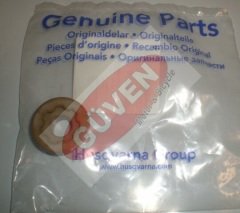 Genuine Parts
Originaldelar • Originalteile
Pièces d'origine • Recambio Original
Peças Originais • Оригинальные запчасти
GÜVEN
Husqvarna Group
www.husqvarna.com